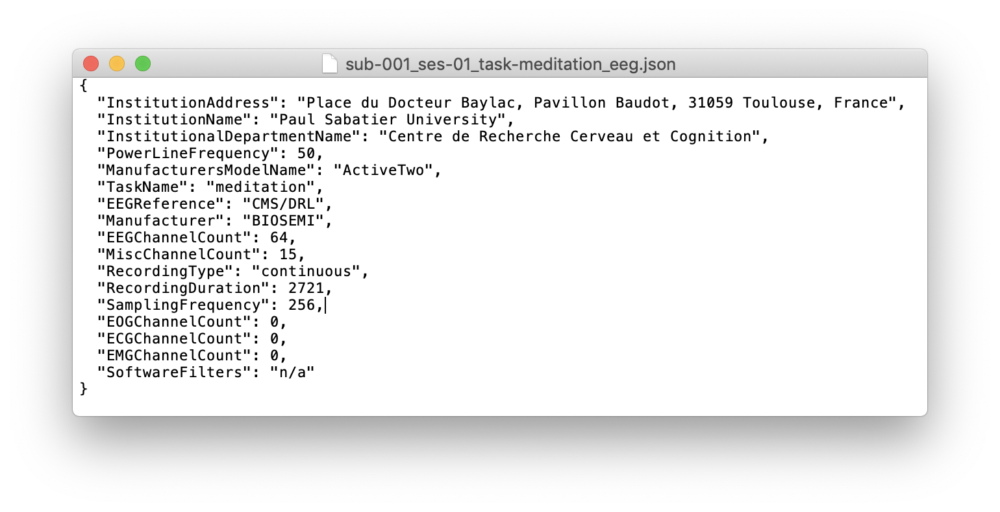 sub-001_ses-01_task-meditation_eeg.json
{
  "InstitutionAddress": "Place du Docteur Baylac, Pavillon Baudot, 31059 Toulouse, France",
  "InstitutionName": "Paul Sabatier University",
  "InstitutionalDepartmentName": "Centre de Recherche Cerveau et Cognition",
  "PowerLineFrequency": 50,
  "ManufacturersModelName": "ActiveTwo",
  "TaskName": "meditation",
  "EEGReference": "CMS/DRL",
  "Manufacturer": "BIOSEMI",
  "EEGChannelCount": 64,
  "MiscChannelCount": 15,
  "RecordingType": "continuous",
  "RecordingDuration": 2721,
  "SamplingFrequency": 256,
  "EOGChannelCount": 0,
  "ECGChannelCount": 0,
  "EMGChannelCount": 0,
  "SoftwareFilters": "n/a"
}